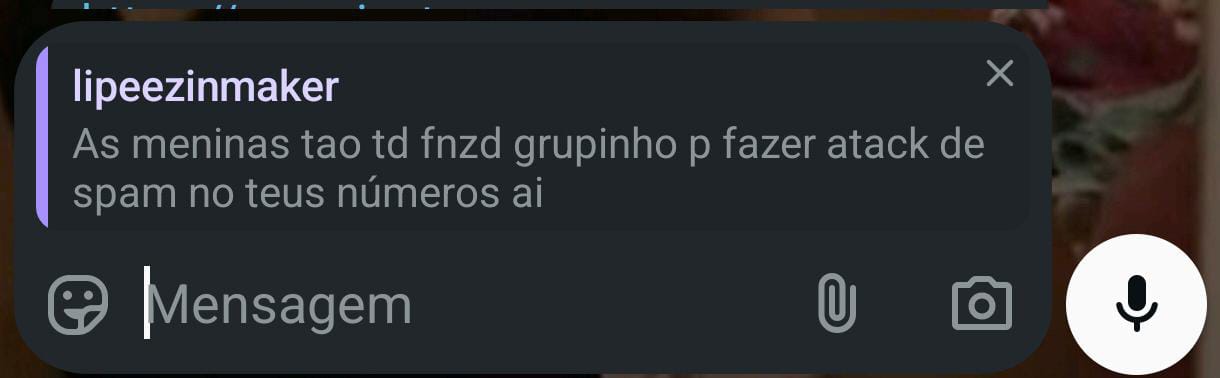 lipeezinmaker
As meninas tao td fnzd grupinho p fazer atack de
spam no teus números ai
Mensagem